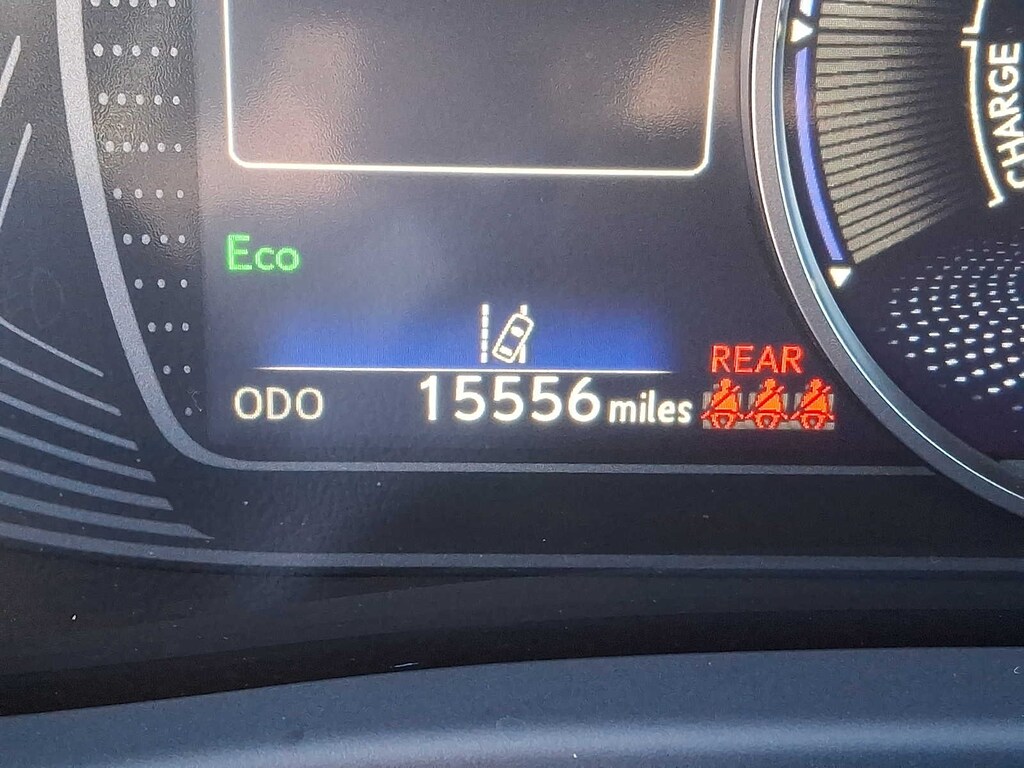 CHARGE
Eco
REAR
ODO 15556 miles